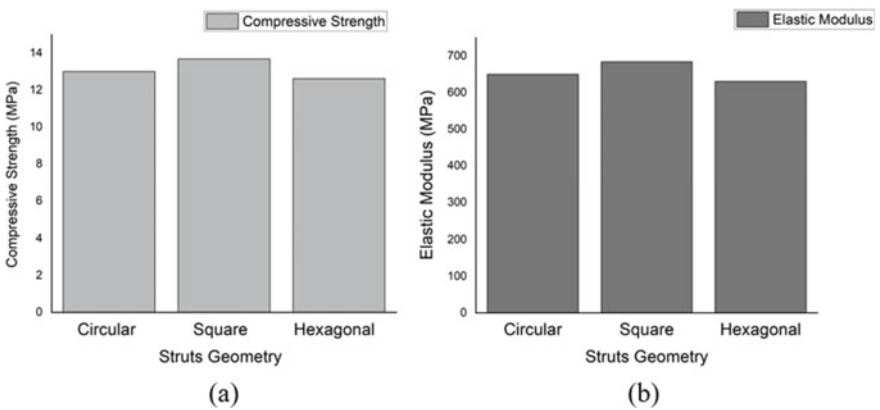 Compressive Strength
Compressive Strength (MPa)
14
12
10
8
6
4
2
0
Circular Square Hexagonal
Struts Geometry
(a)
Elastic Modulus
Elastic Modulus (MPa)
700
600
500
400
300
200
100
0
Circular Square Hexagonal
Struts Geometry
(b)